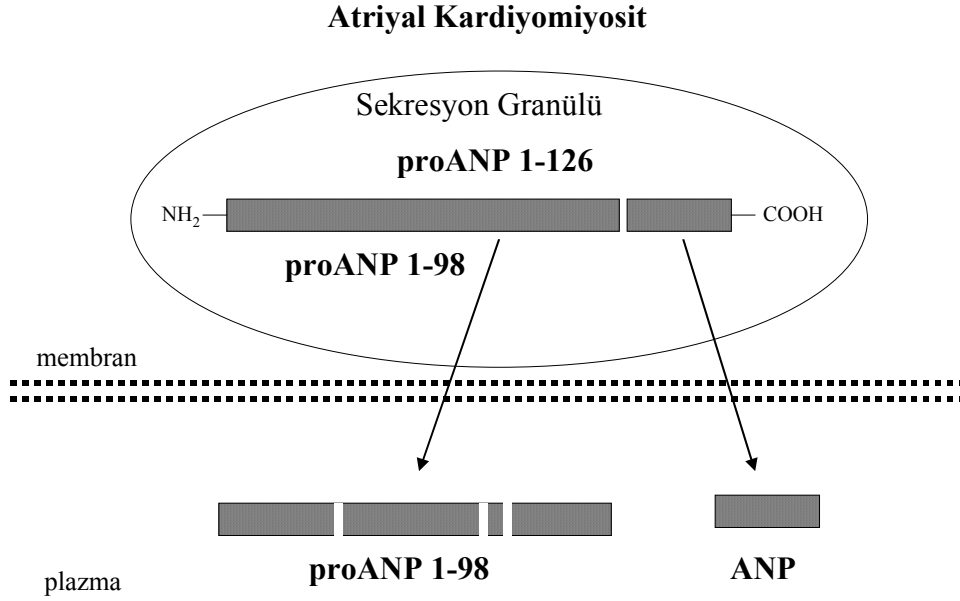 Atriyal Kardiyomiyosit
Sekresyon Granülü
proANP 1-126
NH2
COOH
proANP 1-98
membran
proANP 1-98
ANP
plazma